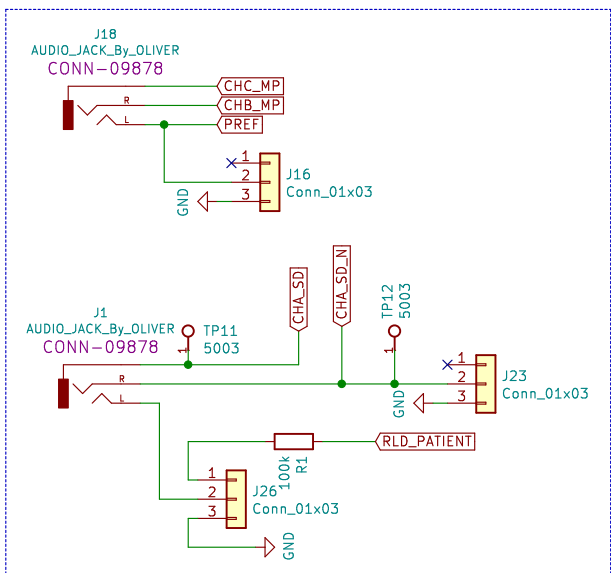 J18
AUDIO_JACK_By_OLIVER
CONN-09878
CHC_MP
R
CHB_MP
L
PREF
1
2
3
J16
Conn_01x03
GND
CHA_SD
CHA_SD_N
J1
AUDIO_JACK_By_OLIVER
CONN-09878
TP11
5003
1
TP12
5003
1
R
L
1
2
3
J23
Conn_01x03
GND
100k
R1
RLD_PATIENT
1
2
3
J26
Conn_01x03
GND